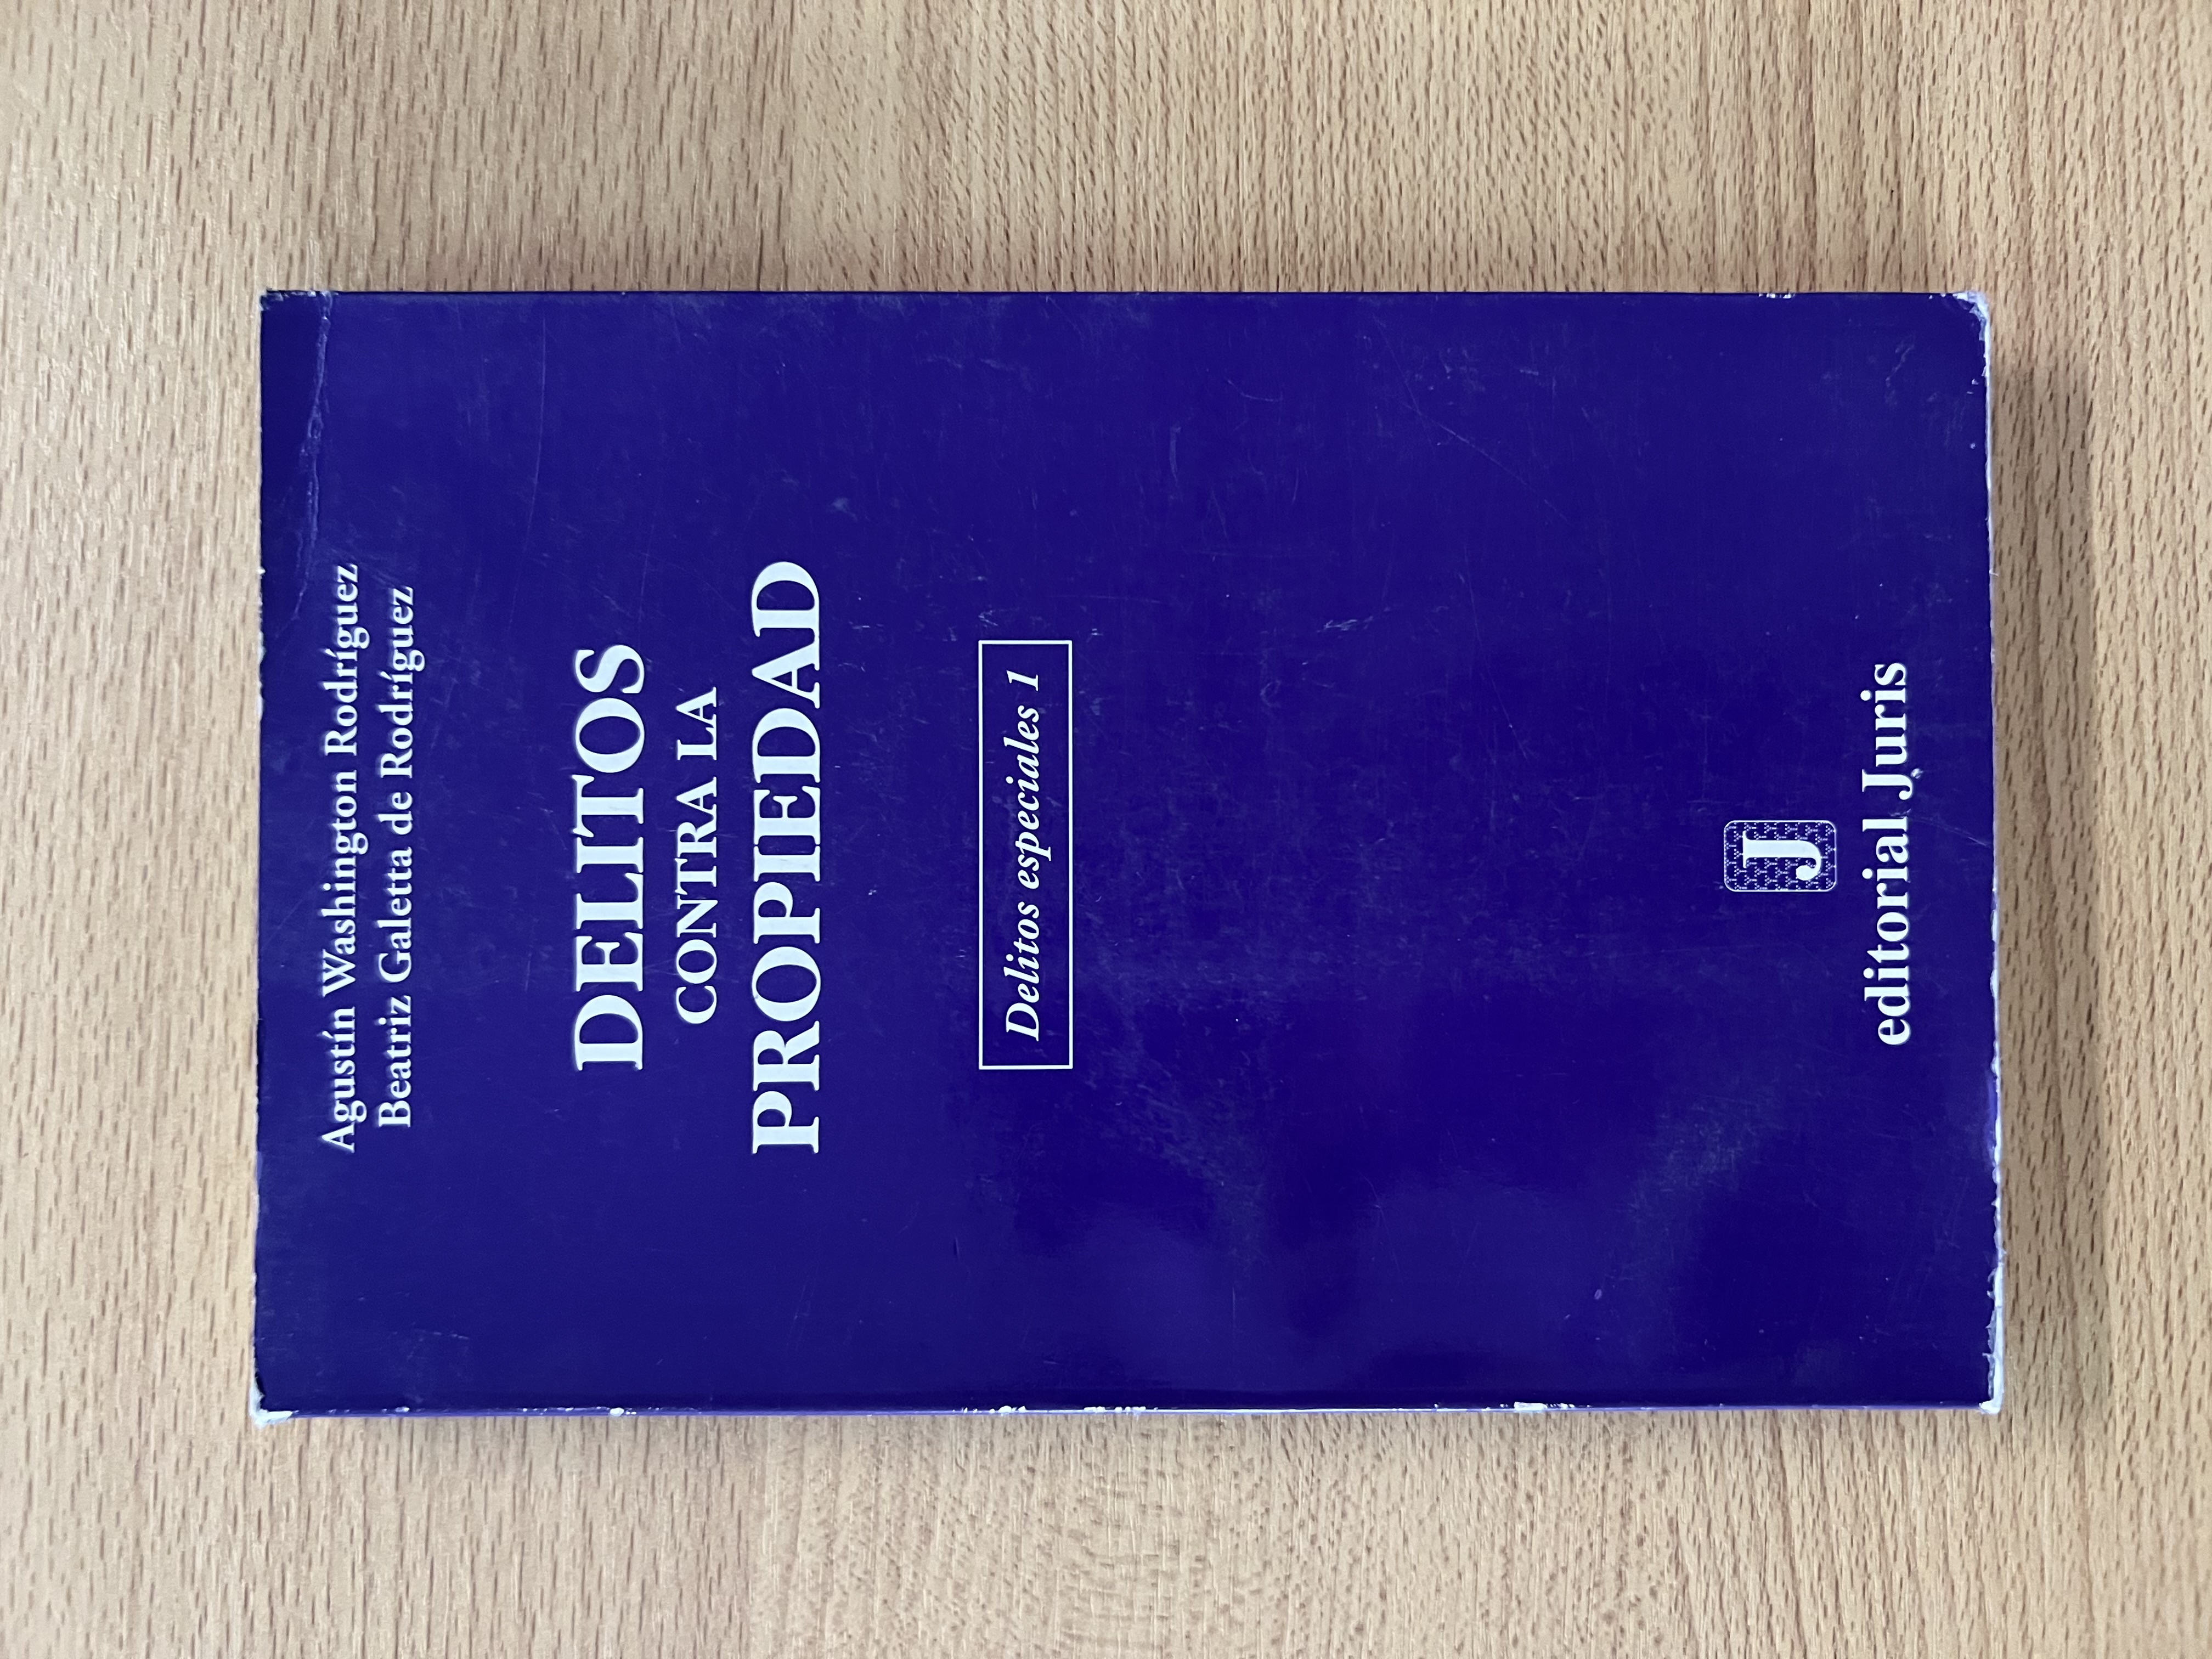 Agustín Washington Rodríguez
Beatriz Galetta de Rodríguez
DELITOS
CONTRA LA
PROPIEDAD
Delitos especiales 1
J
editorial Juris